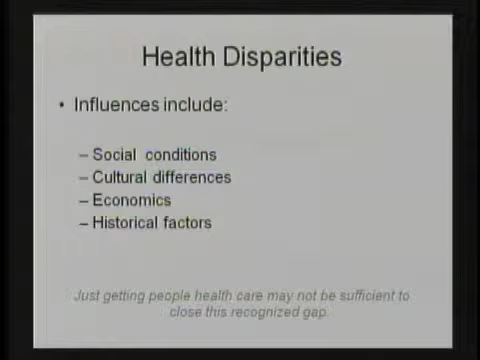 Health Disparities
• Influences include:
– Social conditions
– Cultural differences
– Economics
– Historical factors
Just getting people health care may not be sufficient to
close this recognized gap.